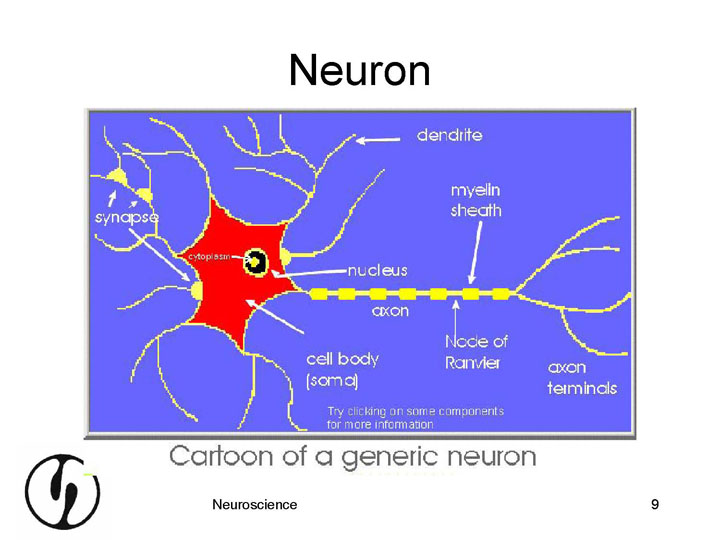 Neuron
dendrite
myelin
sheath
synapse
cytoplasm
nucleus
axon
Node of
Ranvier
cell body
(soma)
axon
terminals
Try clicking on some components
for more information
Cartoon of a generic neuron
Neuroscience
9